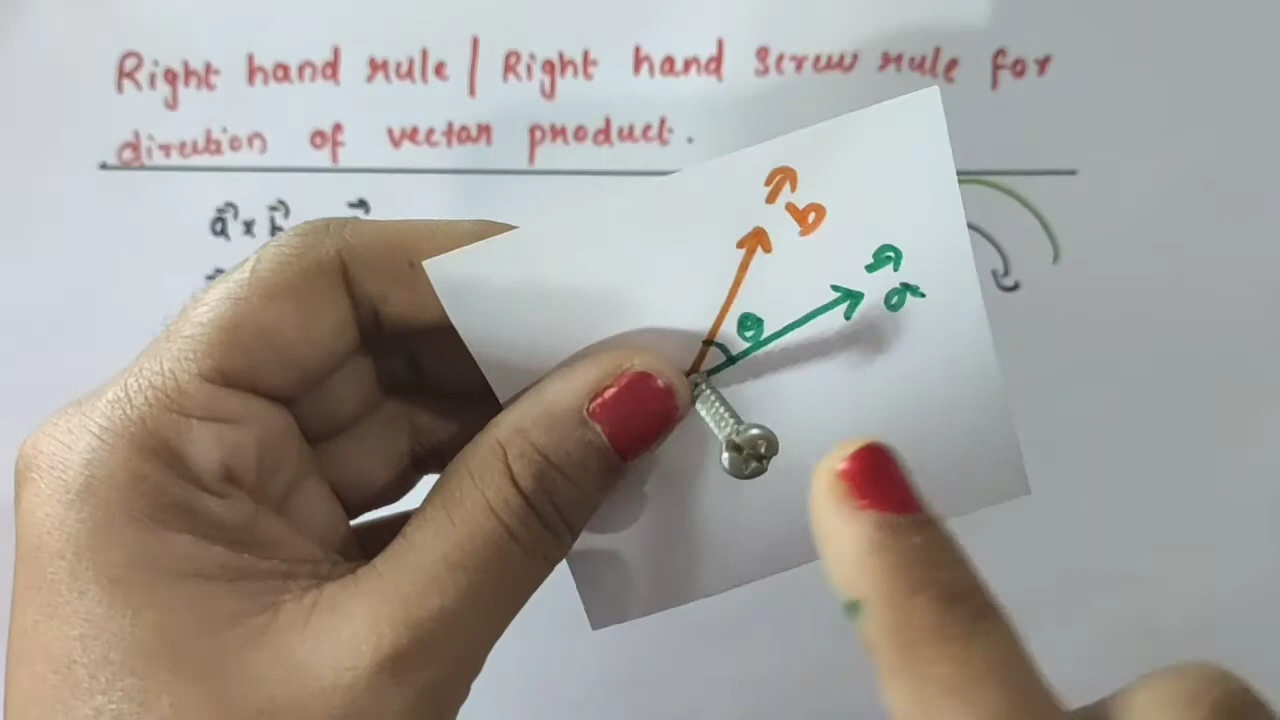 Right hand rule / Right hand screw rule for
direction of vector product.
a⃗ x b⃗
b⃗
θ
a⃗